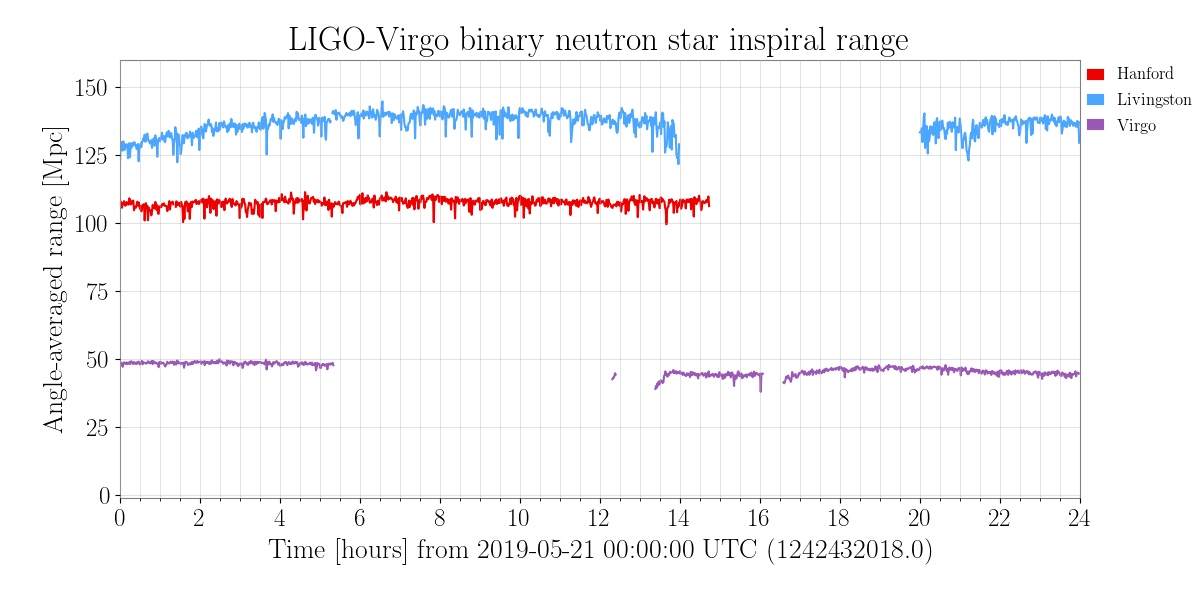 LIGO-Virgo binary neutron star inspiral range
Hanford
Livingston
Virgo
Angle-averaged range [Mpc]
150
125
100
75
50
25
0
0 2 4 6 8 10 12 14 16 18 20 22 24
Time [hours] from 2019-05-21 00:00:00 UTC (1242432018.0)